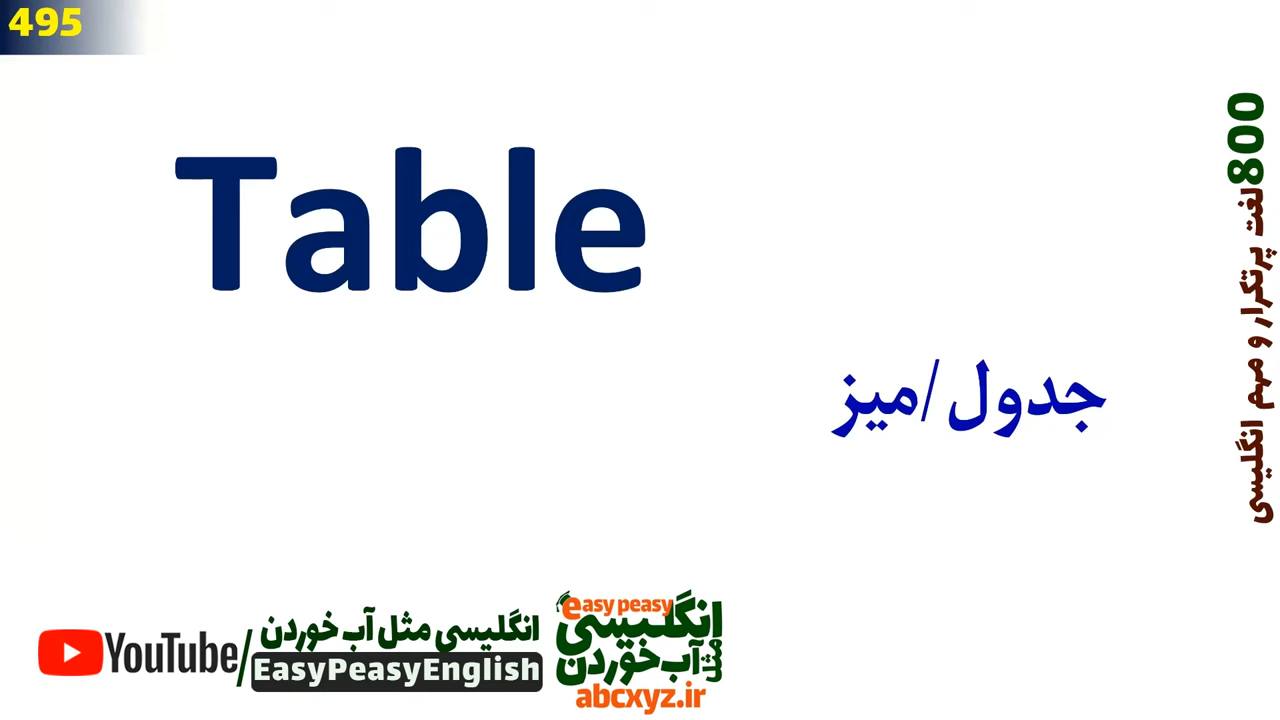 495
Table
جدول/میز
800 لغت پرتکرار و مهم انگلیسی
YouTube/
انگلیسی مثل آب خوردن
EasyPeasyEnglish
easy peasy
انگلیسی
مثل
آب خوردن
abcxyz.ir